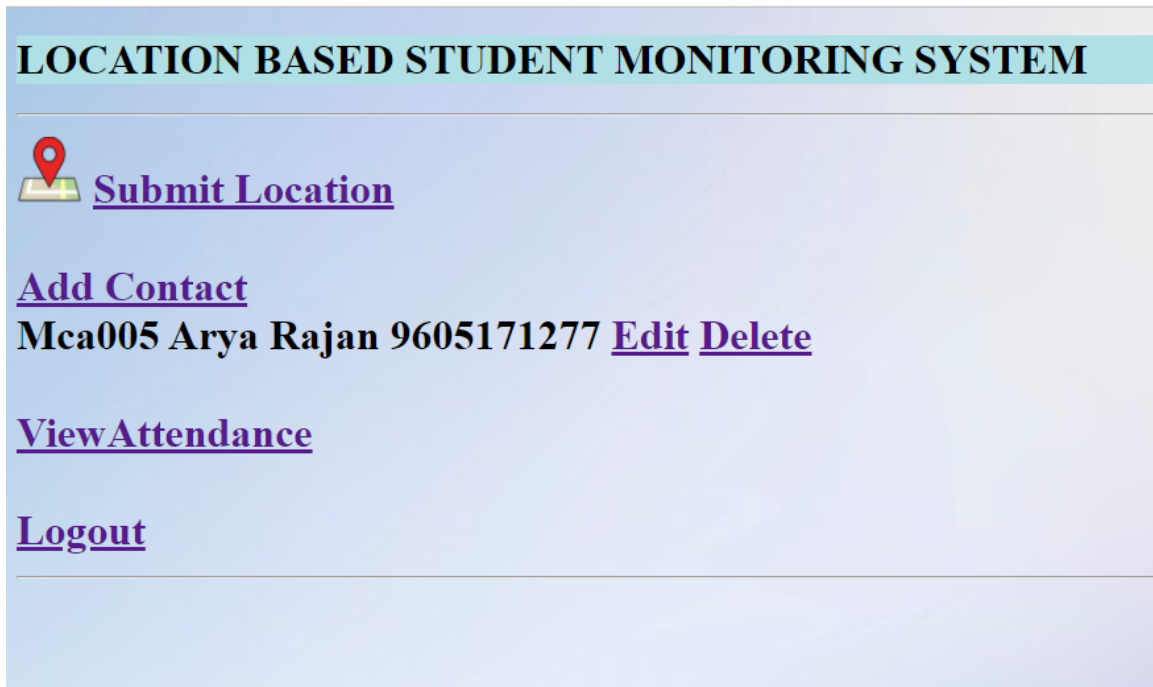 LOCATION BASED STUDENT MONITORING SYSTEM
Submit Location
Add Contact
Mca005 Arya Rajan 9605171277 Edit Delete
ViewAttendance
Logout